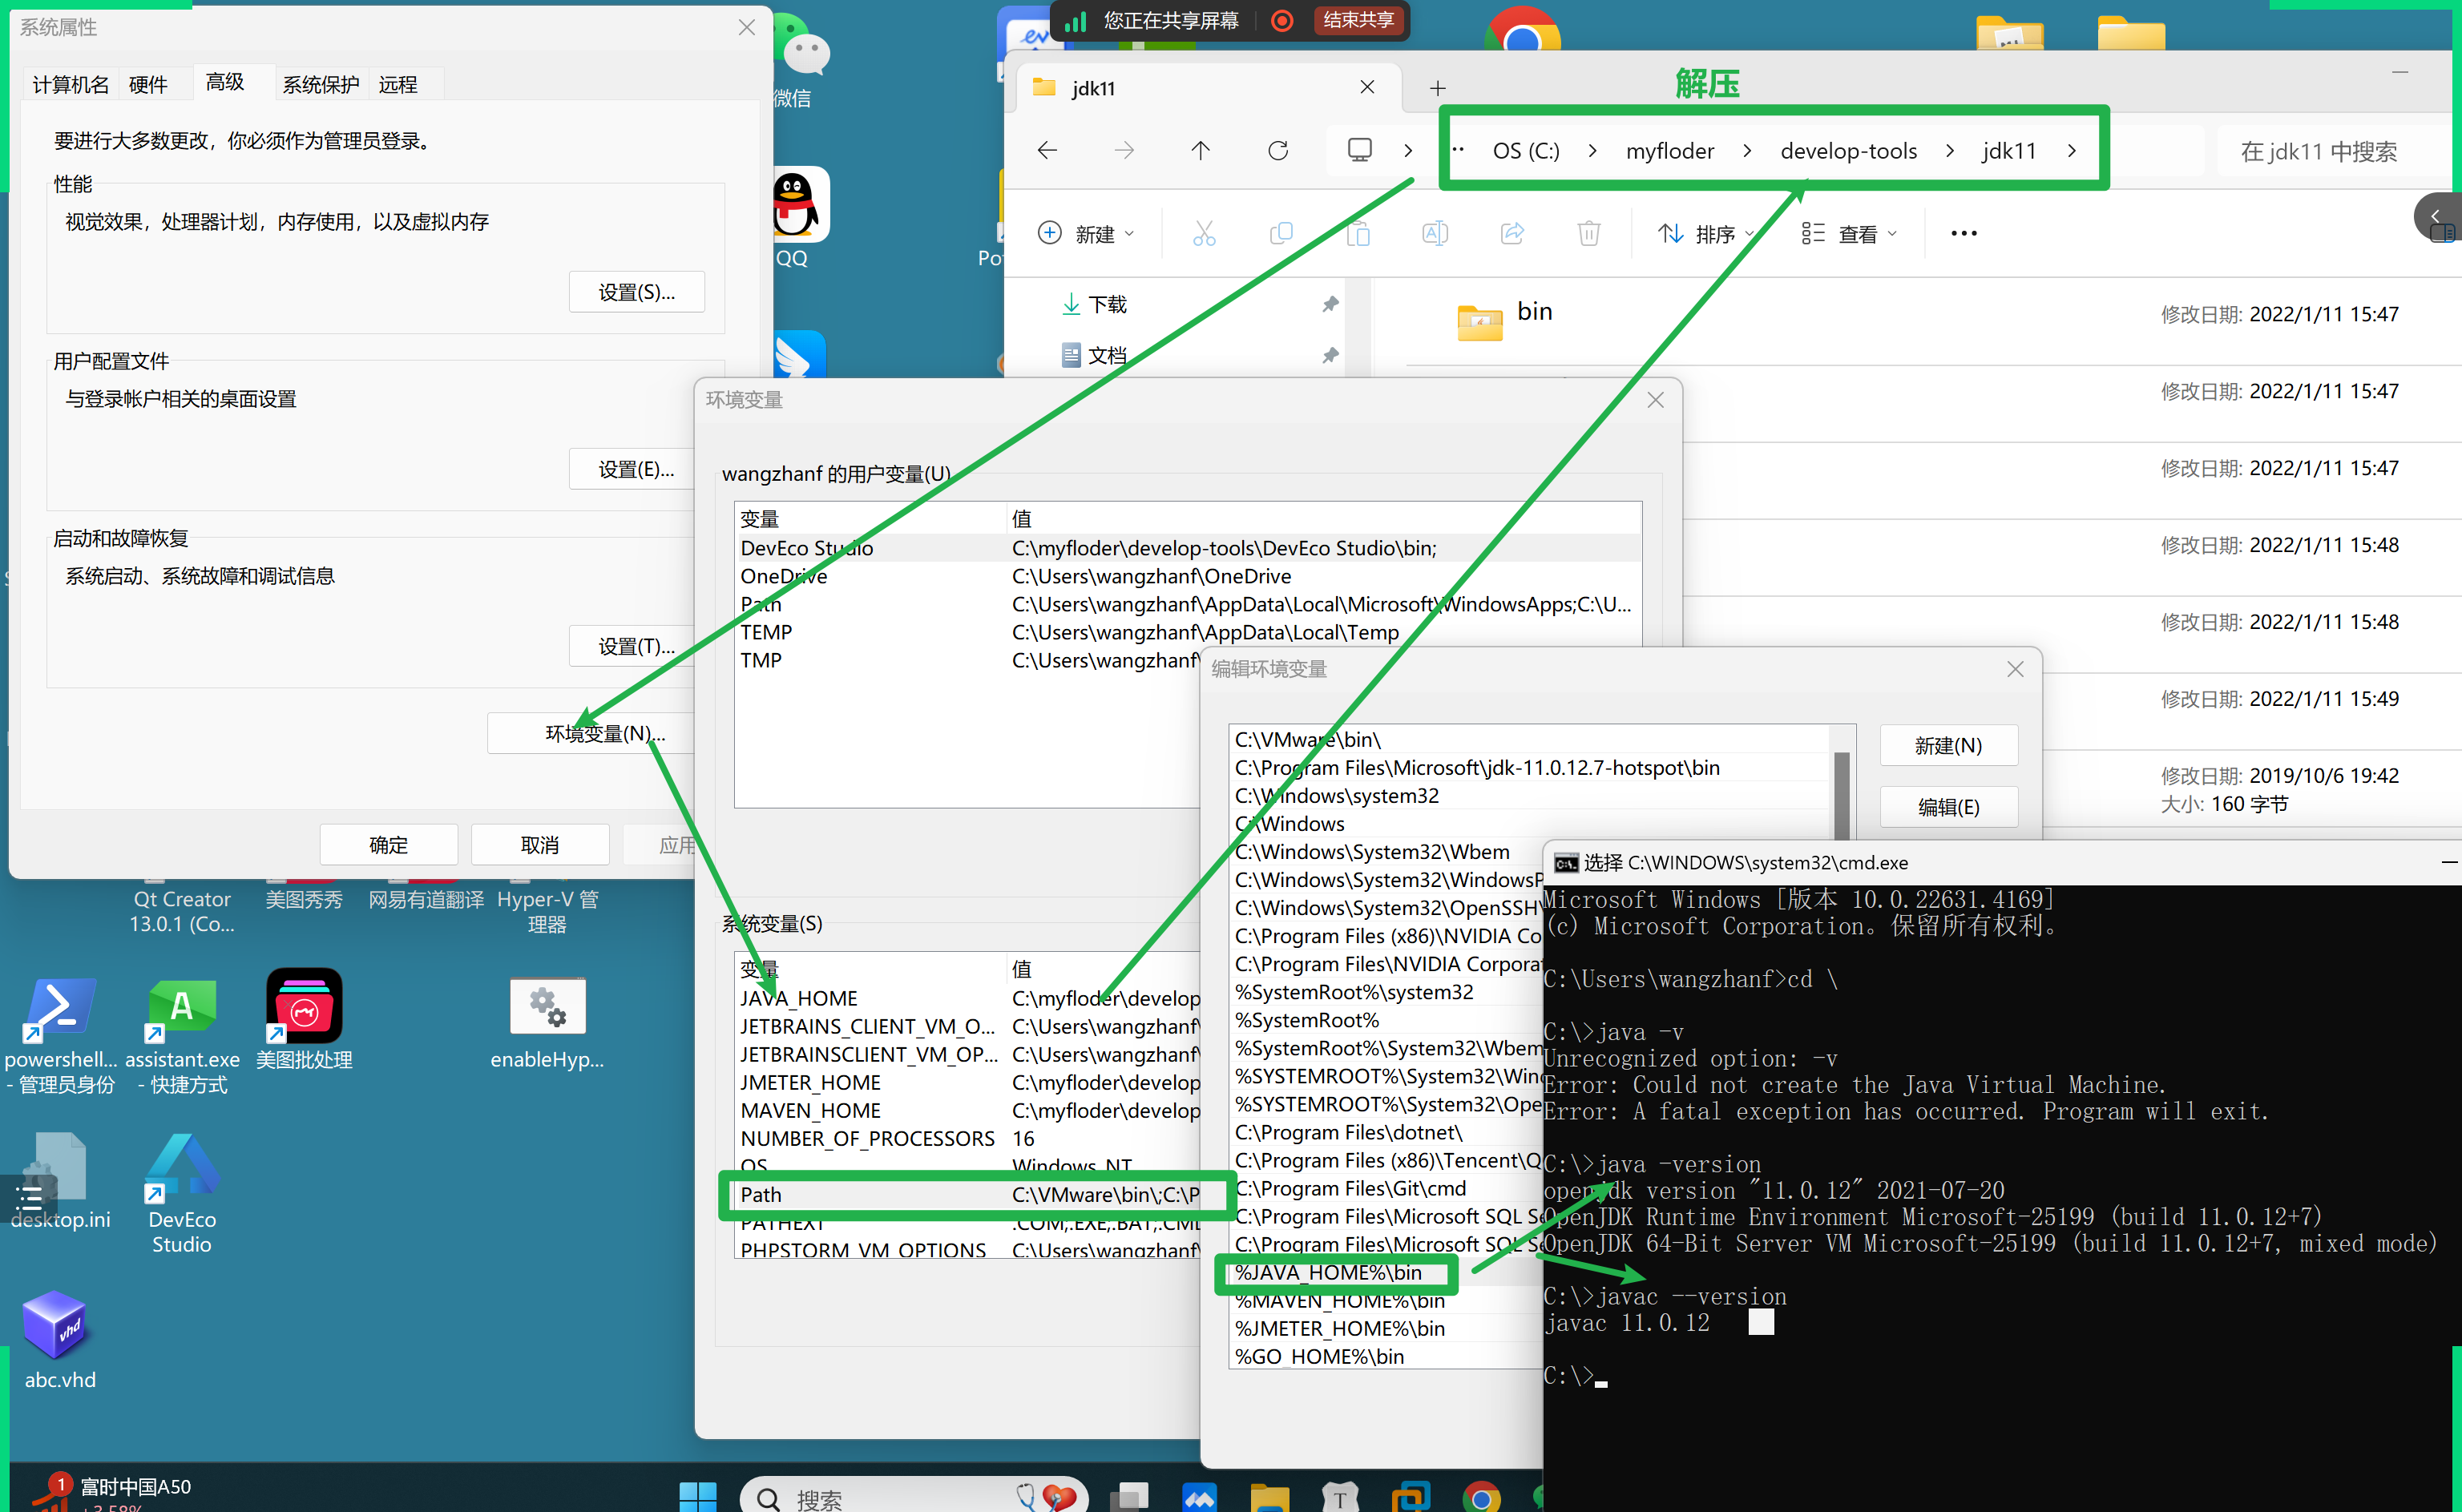 系统属性
计算机名
硬件
高级
系统保护
远程
要进行大多数更改，你必须作为管理员登录。
性能
视觉效果，处理器计划，内存使用，以及虚拟内存
设置(S)...
用户配置文件
与登录帐户相关的桌面设置
设置(E)...
启动和故障恢复
系统启动、系统故障和调试信息
设置(T)...
环境变量(N)...
确定
取消
应用
您正在共享屏幕
结束共享
微信
QQ
jdk11
解压
OS (C:) > myfloder > develop-tools > jdk11 >
在 jdk11 中搜索
新建
排序
查看
下载
文档
bin
修改日期: 2022/1/11 15:47
修改日期: 2022/1/11 15:47
修改日期: 2022/1/11 15:47
修改日期: 2022/1/11 15:48
修改日期: 2022/1/11 15:48
修改日期: 2022/1/11 15:49
修改日期: 2019/10/6 19:42
大小: 160 字节
环境变量
wangzhanf 的用户变量(U)
变量 值
DevEco Studio C:\myfloder\develop-tools\DevEco Studio\bin;
OneDrive C:\Users\wangzhanf\OneDrive
Path C:\Users\wangzhanf\AppData\Local\Microsoft\WindowsApps;C:\U...
TEMP C:\Users\wangzhanf\AppData\Local\Temp
TMP C:\Users\wangzhanf\
系统变量(S)
变量 值
JAVA_HOME C:\myfloder\develop
JETBRAINS_CLIENT_VM_O... C:\Users\wangzhanf\
JETBRAINSCLIENT_VM_OP... C:\Users\wangzhanf\
JMETER_HOME C:\myfloder\develop
MAVEN_HOME C:\myfloder\develop
NUMBER_OF_PROCESSORS 16
OS Windows_NT
Path C:\VMware\bin\;C:\P
PATHEXT .COM;.EXE;.BAT;.CMD
PHPSTORM_VM_OPTIONS C:\Users\wangzhanf\
编辑环境变量
C:\VMware\bin\
C:\Program Files\Microsoft\jdk-11.0.12.7-hotspot\bin
C:\Windows\system32
C:\Windows
C:\Windows\System32\Wbem
C:\Windows\System32\WindowsP
C:\Windows\System32\OpenSSH\
C:\Program Files (x86)\NVIDIA Co
C:\Program Files\NVIDIA Corporat
%SystemRoot%\system32
%SystemRoot%
%SystemRoot%\System32\Wbem
%SYSTEMROOT%\System32\Wind
%SYSTEMROOT%\System32\Ope
C:\Program Files\dotnet\
C:\Program Files (x86)\Tencent\Q
C:\Program Files\Git\cmd
C:\Program Files\Microsoft SQL Se
C:\Program Files\Microsoft SQL Se
%JAVA_HOME%\bin
%MAVEN_HOME%\bin
%JMETER_HOME%\bin
%GO_HOME%\bin
新建(N)
编辑(E)
选择 C:\WINDOWS\system32\cmd.exe
Microsoft Windows [版本 10.0.22631.4169]
(c) Microsoft Corporation。保留所有权利。
C:\Users\wangzhanf>cd \
C:\>java -v
Unrecognized option: -v
Error: Could not create the Java Virtual Machine.
Error: A fatal exception has occurred. Program will exit.
C:\>java -version
openjdk version "11.0.12" 2021-07-20
OpenJDK Runtime Environment Microsoft-25199 (build 11.0.12+7)
OpenJDK 64-Bit Server VM Microsoft-25199 (build 11.0.12+7, mixed mode)
C:\>javac --version
javac 11.0.12
C:\>_
Qt Creator
13.0.1 (Co...
美图秀秀
网易有道翻译
Hyper-V 管
理器
powershell...
- 管理员身份
assistant.exe
- 快捷方式
美图批处理
enableHyp...
desktop.ini
DevEco
Studio
vhd
abc.vhd
1
富时中国A50
+3.58%
搜索